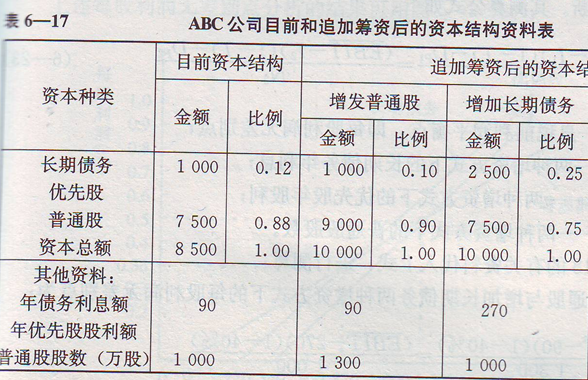 表6—17 ABC公司目前和追加筹资后的资本结构资料表
资本种类 目前资本结构 追加筹资后的资本结
增发普通股 增加长期债务
金额 比例 金额 比例 金额 比例
长期债务 1 000 0.12 1 000 0.10 2 500 0.25
优先股
普通股 7 500 0.88 9 000 0.90 7 500 0.75
资本总额 8 500 1.00 10 000 1.00 10 000 1.00
其他资料:
年债务利息额 90 90 270
年优先股股利额
普通股股数(万股) 1 000 1 300 1 000